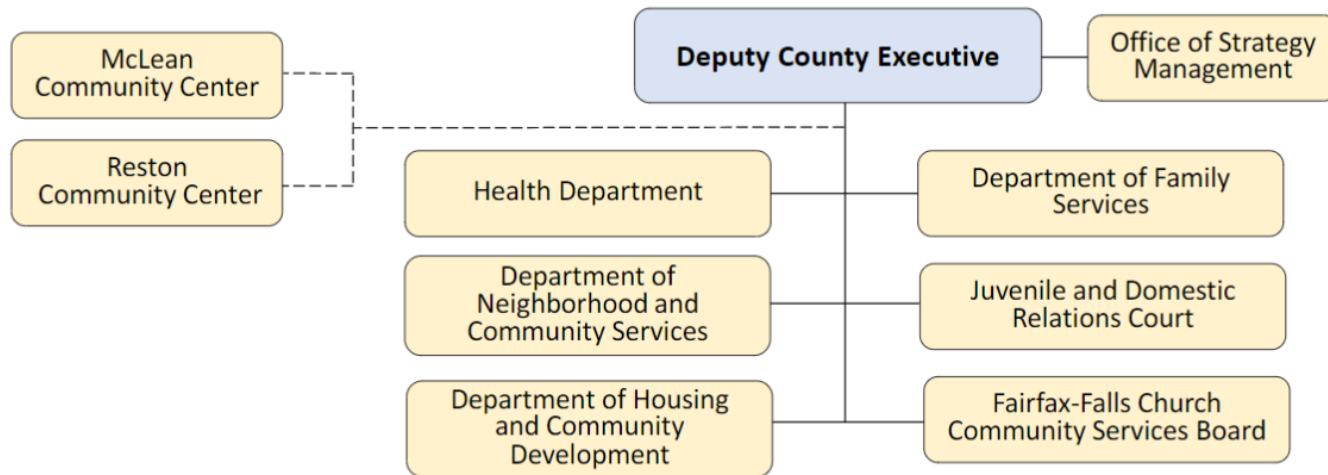 McLean
Community Center
Reston
Community Center
Deputy County Executive
Office of Strategy
Management
Health Department
Department of Family
Services
Department of
Neighborhood and
Community Services
Juvenile and Domestic
Relations Court
Department of Housing
and Community
Development
Fairfax-Falls Church
Community Services Board